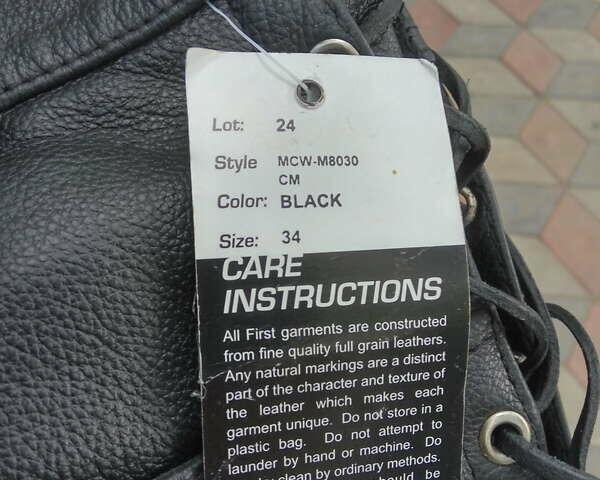 Lot: 24
Style MCW-M8030
CM
Color: BLACK
Size: 34
CARE
INSTRUCTIONS
All First garments are constructed
from fine quality full grain leathers.
Any natural markings are a distinct
part of the character and texture of
the leather which makes each
garment unique. Do not store in a
plastic bag. Do not attempt to
launder by hand or machine. Do
clean by ordinary methods.
should be